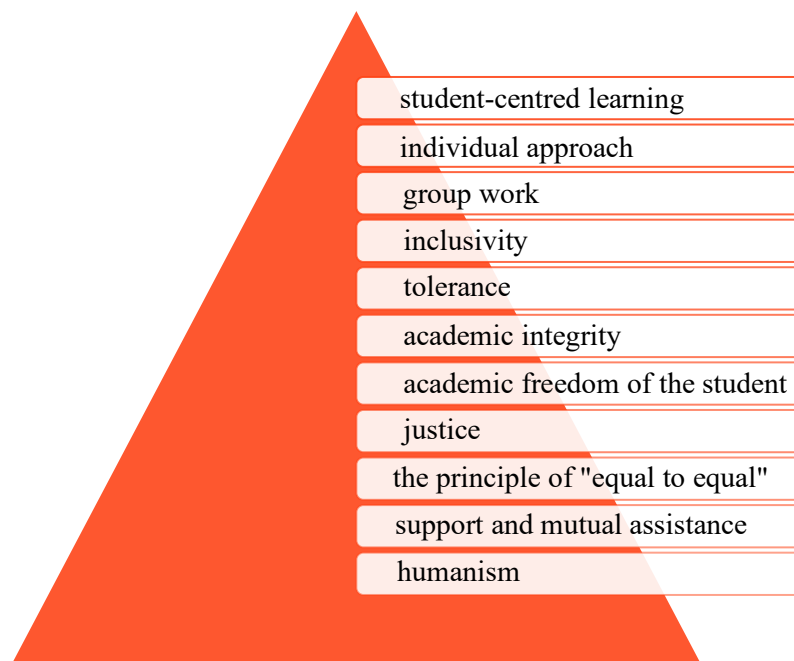 student-centred learning
individual approach
group work
inclusivity
tolerance
academic integrity
academic freedom of the student
justice
the principle of "equal to equal"
support and mutual assistance
humanism